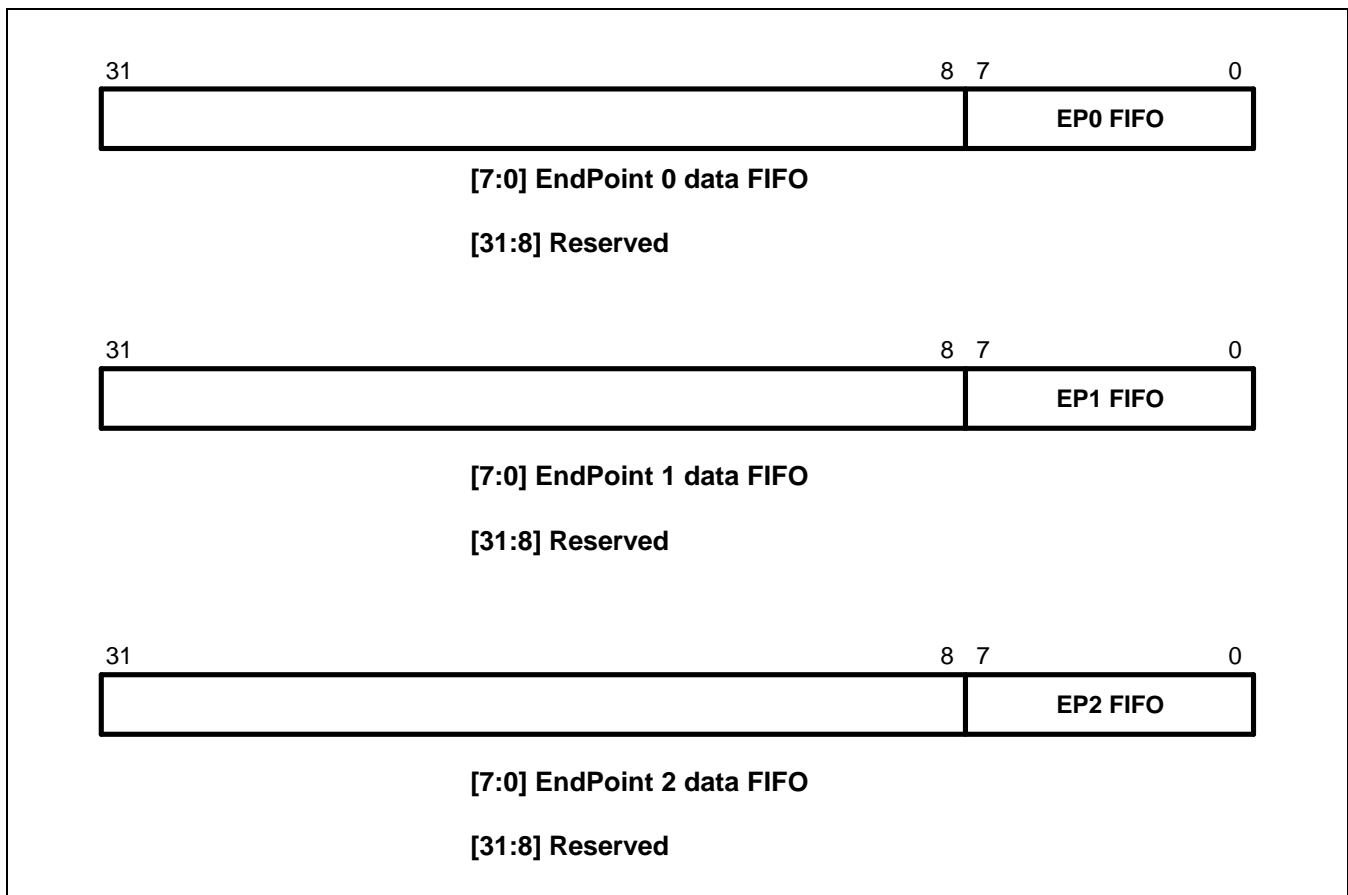 31 8 7 0
EP0 FIFO
[7:0] EndPoint 0 data FIFO
[31:8] Reserved
31 8 7 0
EP1 FIFO
[7:0] EndPoint 1 data FIFO
[31:8] Reserved
31 8 7 0
EP2 FIFO
[7:0] EndPoint 2 data FIFO
[31:8] Reserved